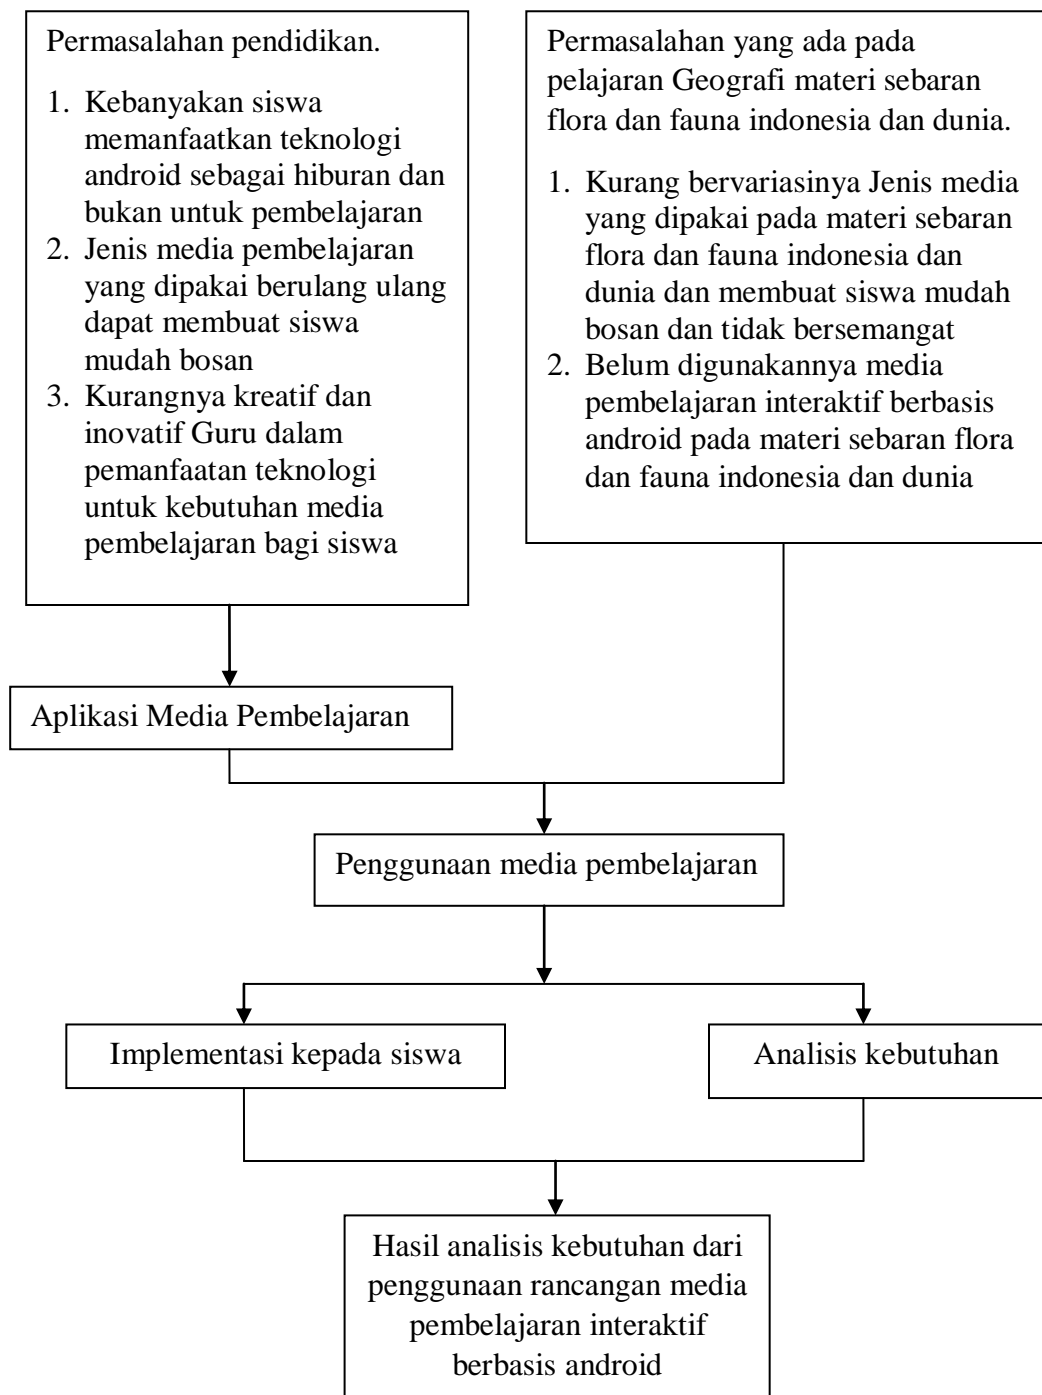 Permasalahan pendidikan.
1. Kebanyakan siswa
memanfaatkan teknologi
android sebagai hiburan dan
bukan untuk pembelajaran
2. Jenis media pembelajaran
yang dipakai berulang ulang
dapat membuat siswa
mudah bosan
3. Kurangnya kreatif dan
inovatif Guru dalam
pemanfaatan teknologi
untuk kebutuhan media
pembelajaran bagi siswa
Permasalahan yang ada pada
pelajaran Geografi materi sebaran
flora dan fauna indonesia dan dunia.
1. Kurang bervariasinya Jenis media
yang dipakai pada materi sebaran
flora dan fauna indonesia dan
dunia dan membuat siswa mudah
bosan dan tidak bersemangat
2. Belum digunakannya media
pembelajaran interaktif berbasis
android pada materi sebaran flora
dan fauna indonesia dan dunia
Aplikasi Media Pembelajaran
Penggunaan media pembelajaran
Implementasi kepada siswa
Analisis kebutuhan
Hasil analisis kebutuhan dari
penggunaan rancangan media
pembelajaran interaktif
berbasis android